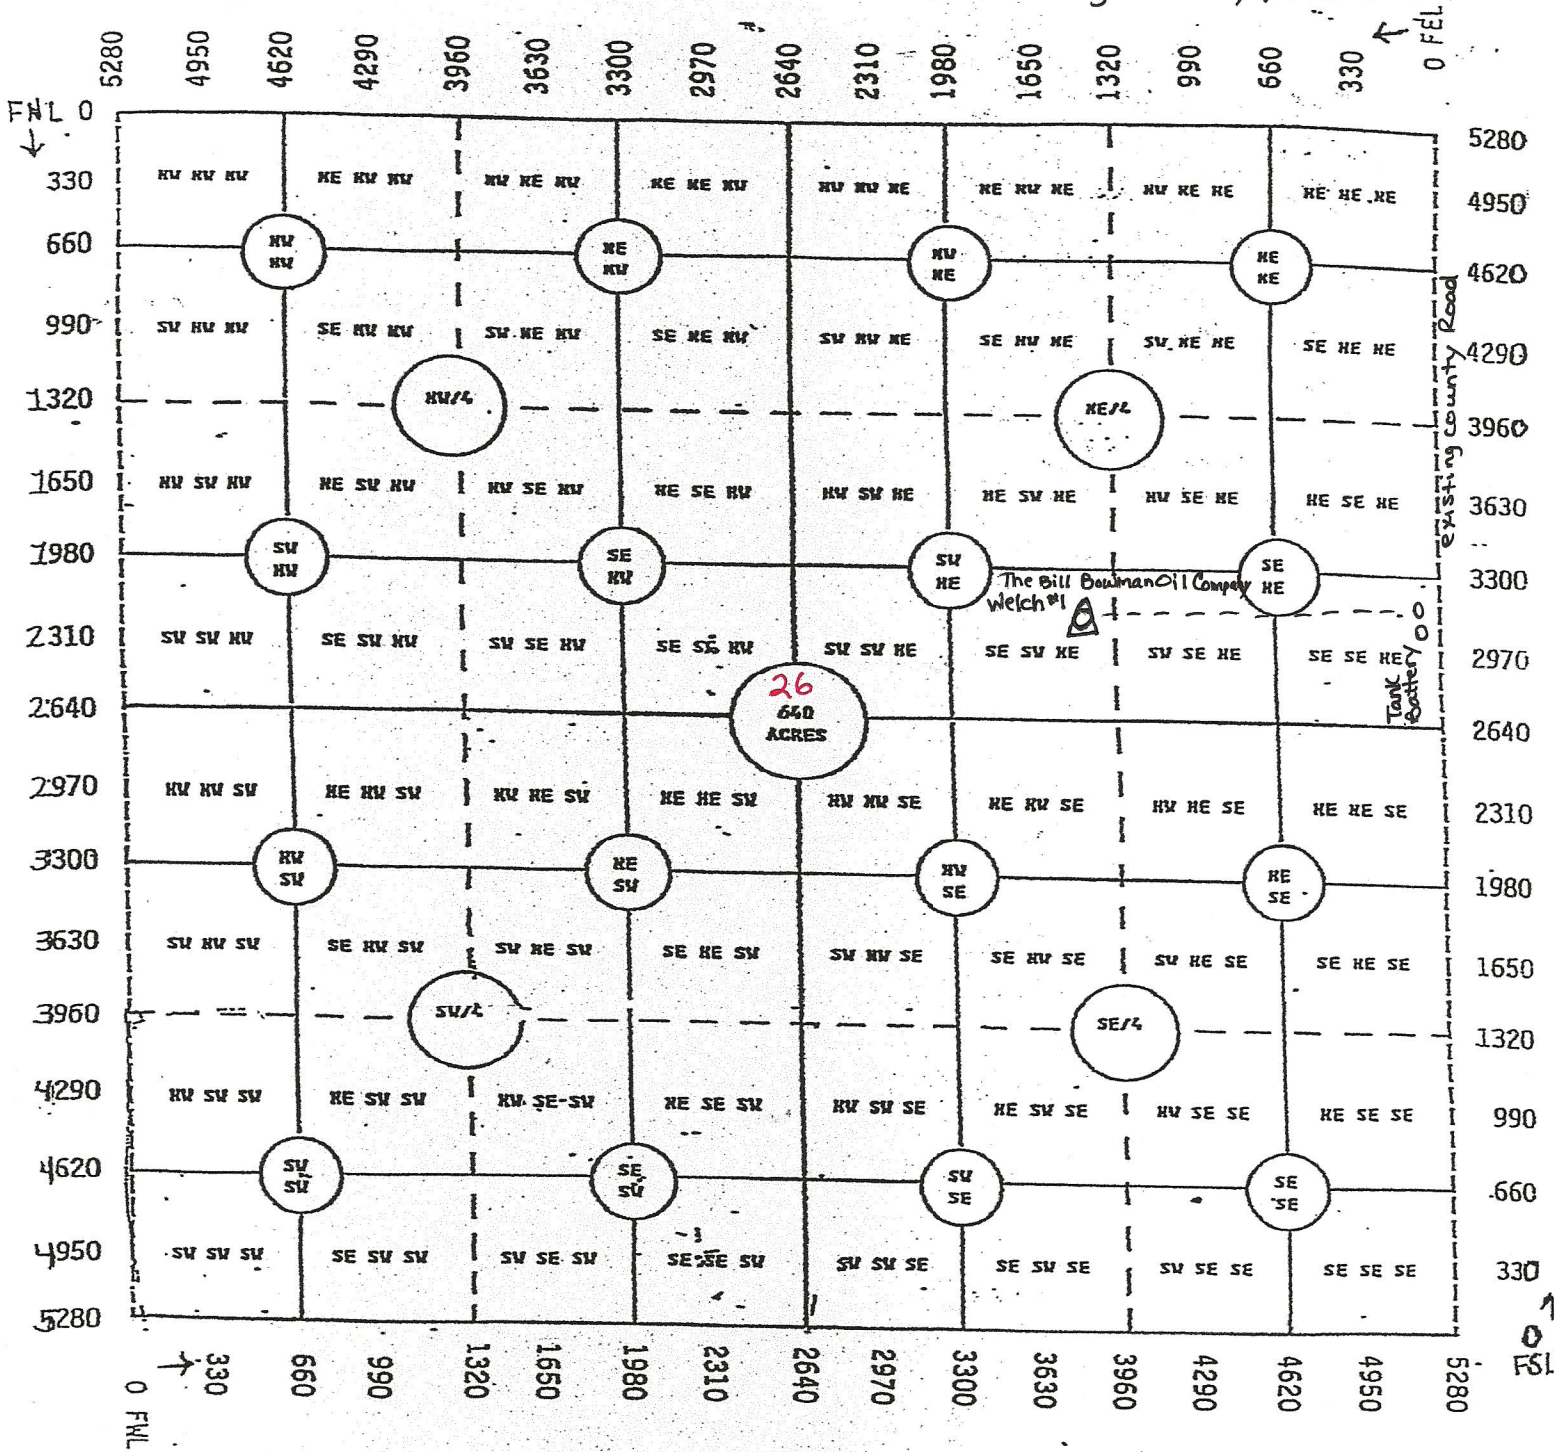 5280 4950 4620 4290 3960 3630 3300 2970 2640 2310 1980 1650 1320 990 660 330 0 FEL
FNL 0
5280
330 NW NW NW NE NW NW NW NE NW NE NE NW NW NW NE NE NW NE NW NE NE NE NE NE 4950
660 NW NW NE NW NW NE NE NE 4620
990 SW NW NW SE NW NW SW NE NW SE NE NW SW NW NE SE NW NE SW NE NE SE NE NE 4290
1320 NW/4 NE/4 3960
existing County Road
1650 NW SW NW NE SW NW NW SE NW NE SE NW NW SW NE NE SW NE NW SE NE NE SE NE 3630
1980 SW NW SE NW SW NE SE NE 3300
The Bill Bowman Oil Company
Welch #1
2310 SW SW NW SE SW NW SW SE NW SE SE NW SW SW NE SE SW NE SW SE NE SE SE NE 2970
Tank
Battery
26
2640 640 2640
ACRES
2970 NW NW SW NE NW SW NW NE SW NE NE SW NW NW SE NE NW SE NW NE SE NE NE SE 2310
3300 NW SW NE SW NW SE NE SE 1980
3630 SW NW SW SE NW SW SW NE SW SE NE SW SW NW SE SE NW SE SW NE SE SE NE SE 1650
3960 SW/4 SE/4 1320
4290 NW SW SW NE SW SW NW SE-SW NE SE SW NW SW SE NE SW SE NW SE SE NE SE SE 990
4620 SW SW SE SW SW SE SE SE 660
4950 SW SW SW SE SW SW SW SE SW SE SE SW SW SW SE SE SW SE SW SE SE SE SE SE 330
5280
0
FSL
0 FWL 330 660 990 1320 1650 1980 2310 2640 2970 3300 3630 3960 4290 4620 4950 5280